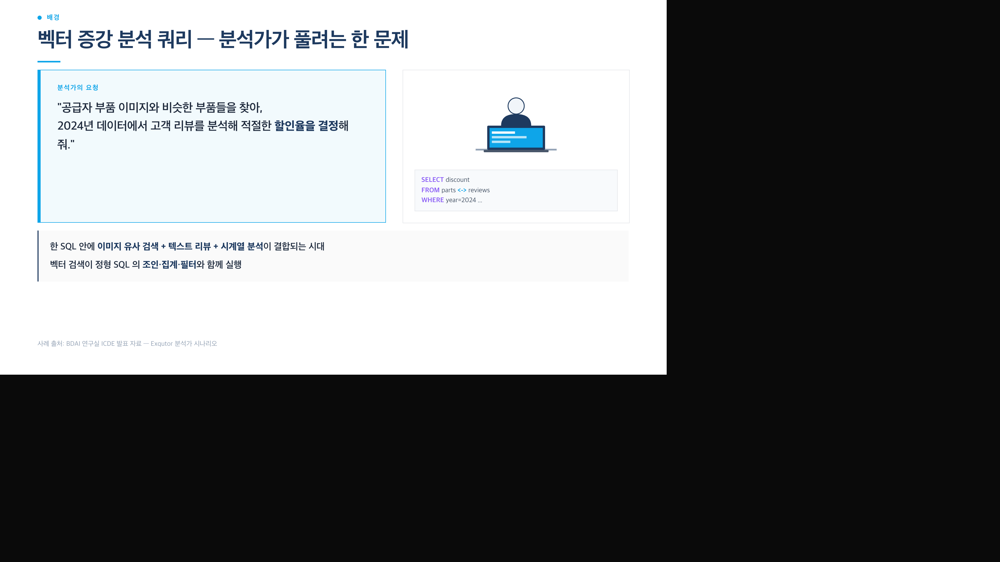 배경
벡터 증강 분석 쿼리 — 분석가가 풀려는 한 문제
분석가의 요청
"공급자 부품 이미지와 비슷한 부품들을 찾아,
2024년 데이터에서 고객 리뷰를 분석해 적절한 할인율을 결정해
줘."
SELECT discount
FROM parts <-> reviews
WHERE year=2024 ...
한 SQL 안에 이미지 유사 검색 + 텍스트 리뷰 + 시계열 분석이 결합되는 시대
벡터 검색이 정형 SQL 의 조인·집계·필터와 함께 실행
사례 출처: BDAI 연구실 ICDE 발표 자료 — Exqutor 분석가 시나리오